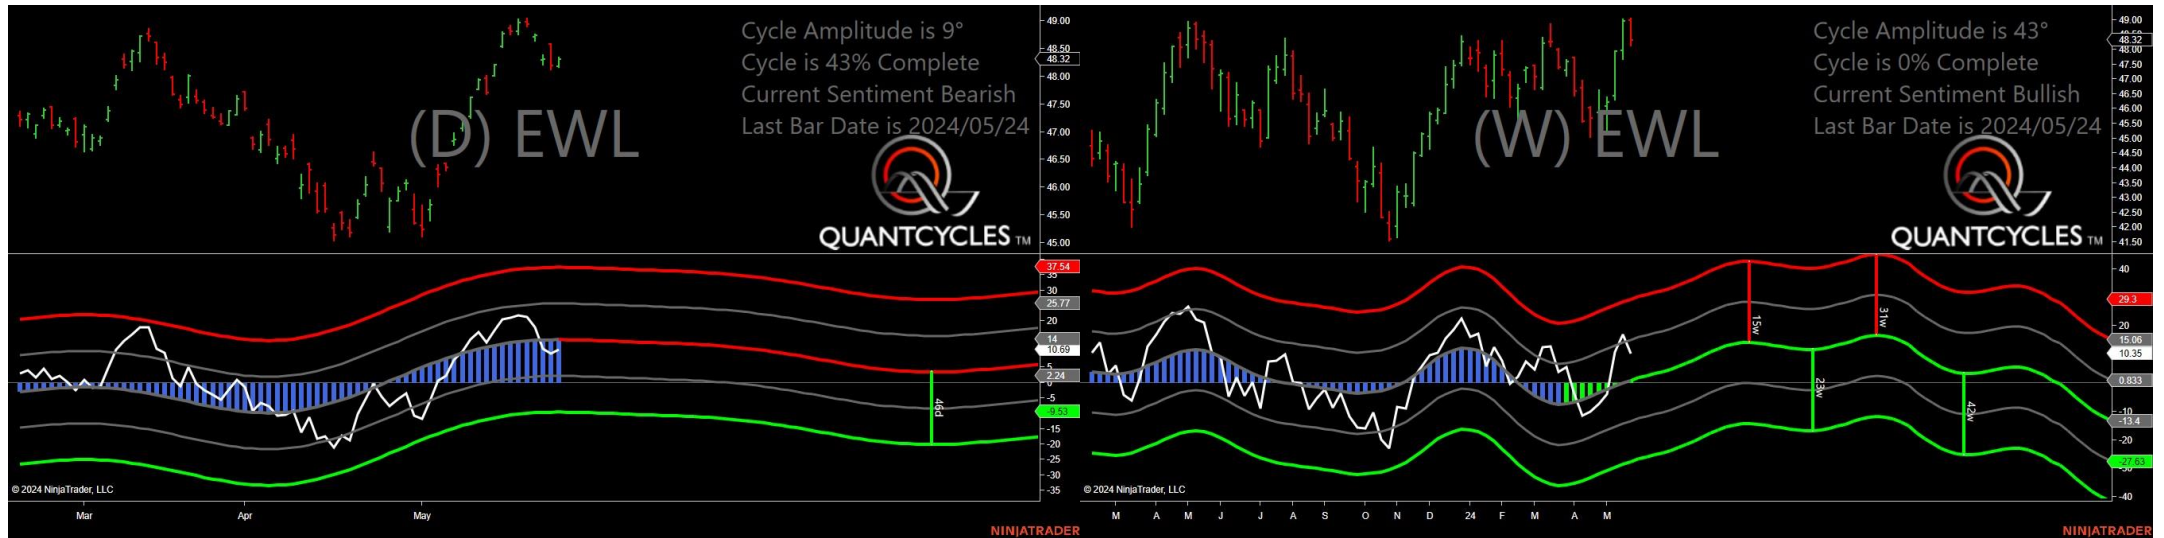 Cycle Amplitude is 9°
Cycle is 43% Complete
Current Sentiment Bearish
Last Bar Date is 2024/05/24
(D) EWL
QUANTCYCLES TM
49.00
48.50
48.32
48.00
47.50
47.00
46.50
46.00
45.50
45.00
37.54
35
30
25.77
20
14
10.69
5
2.24
-5
-9.53
-15
-20
-25
-30
-35
46d
© 2024 NinjaTrader, LLC
Mar Apr May
NINJATRADER
Cycle Amplitude is 43°
Cycle is 0% Complete
Current Sentiment Bullish
Last Bar Date is 2024/05/24
(W) EWL
QUANTCYCLES TM
49.00
48.32
48.00
47.50
47.00
46.50
46.00
45.50
45.00
44.50
44.00
43.50
43.00
42.50
42.00
41.50
40
29.3
20
15.06
10.35
0.833
-10
-13.4
-20
-27.63
-40
15w
31w
23w
42w
© 2024 NinjaTrader, LLC
M A M J J A S O N D 24 F M A M
NINJATRADER